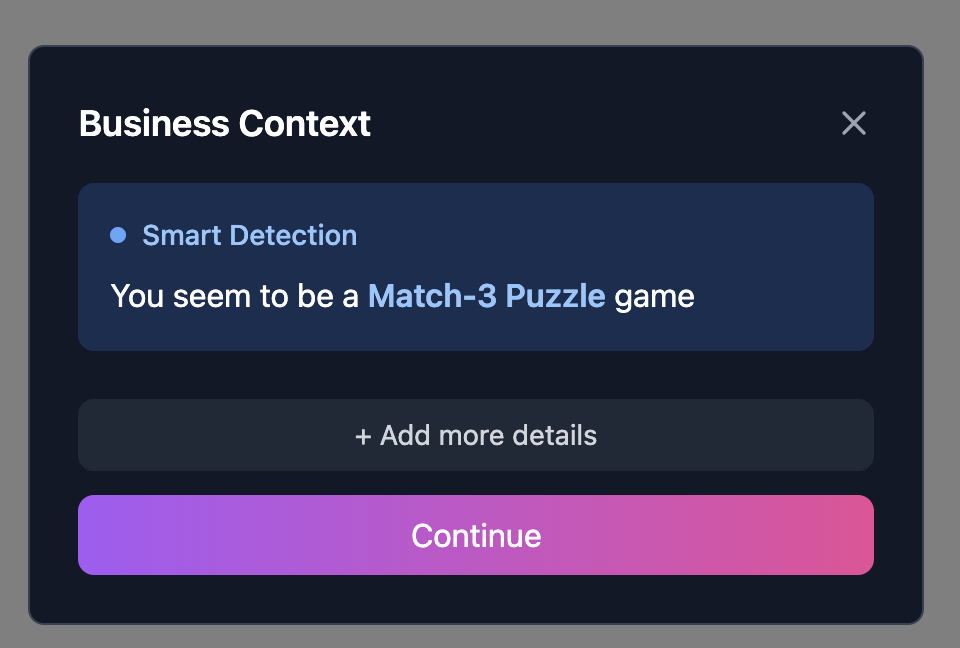 Business Context
Smart Detection
You seem to be a Match-3 Puzzle game
+ Add more details
Continue